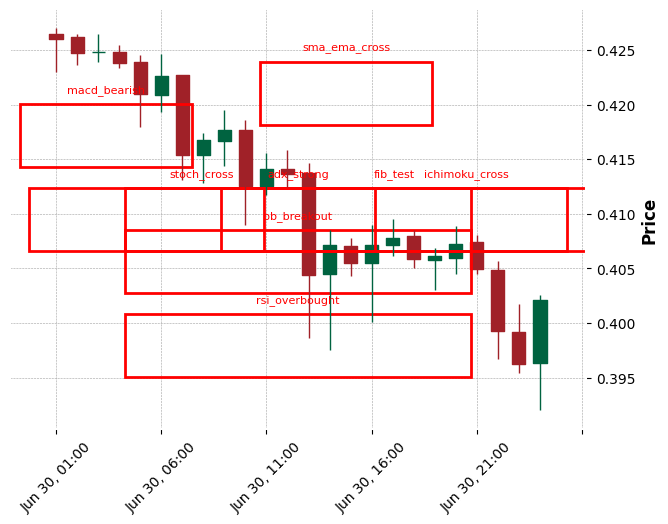 sma_ema_cross
0.425
macd_bearis
0.420
0.415
stoch_cross
adx_strong
fib_test
ichimoku_cross
0.410
bb_breakout
Price
0.405
rsi_overbought
0.400
0.395
Jun 30, 01:00
Jun 30, 06:00
Jun 30, 11:00
Jun 30, 16:00
Jun 30, 21:00